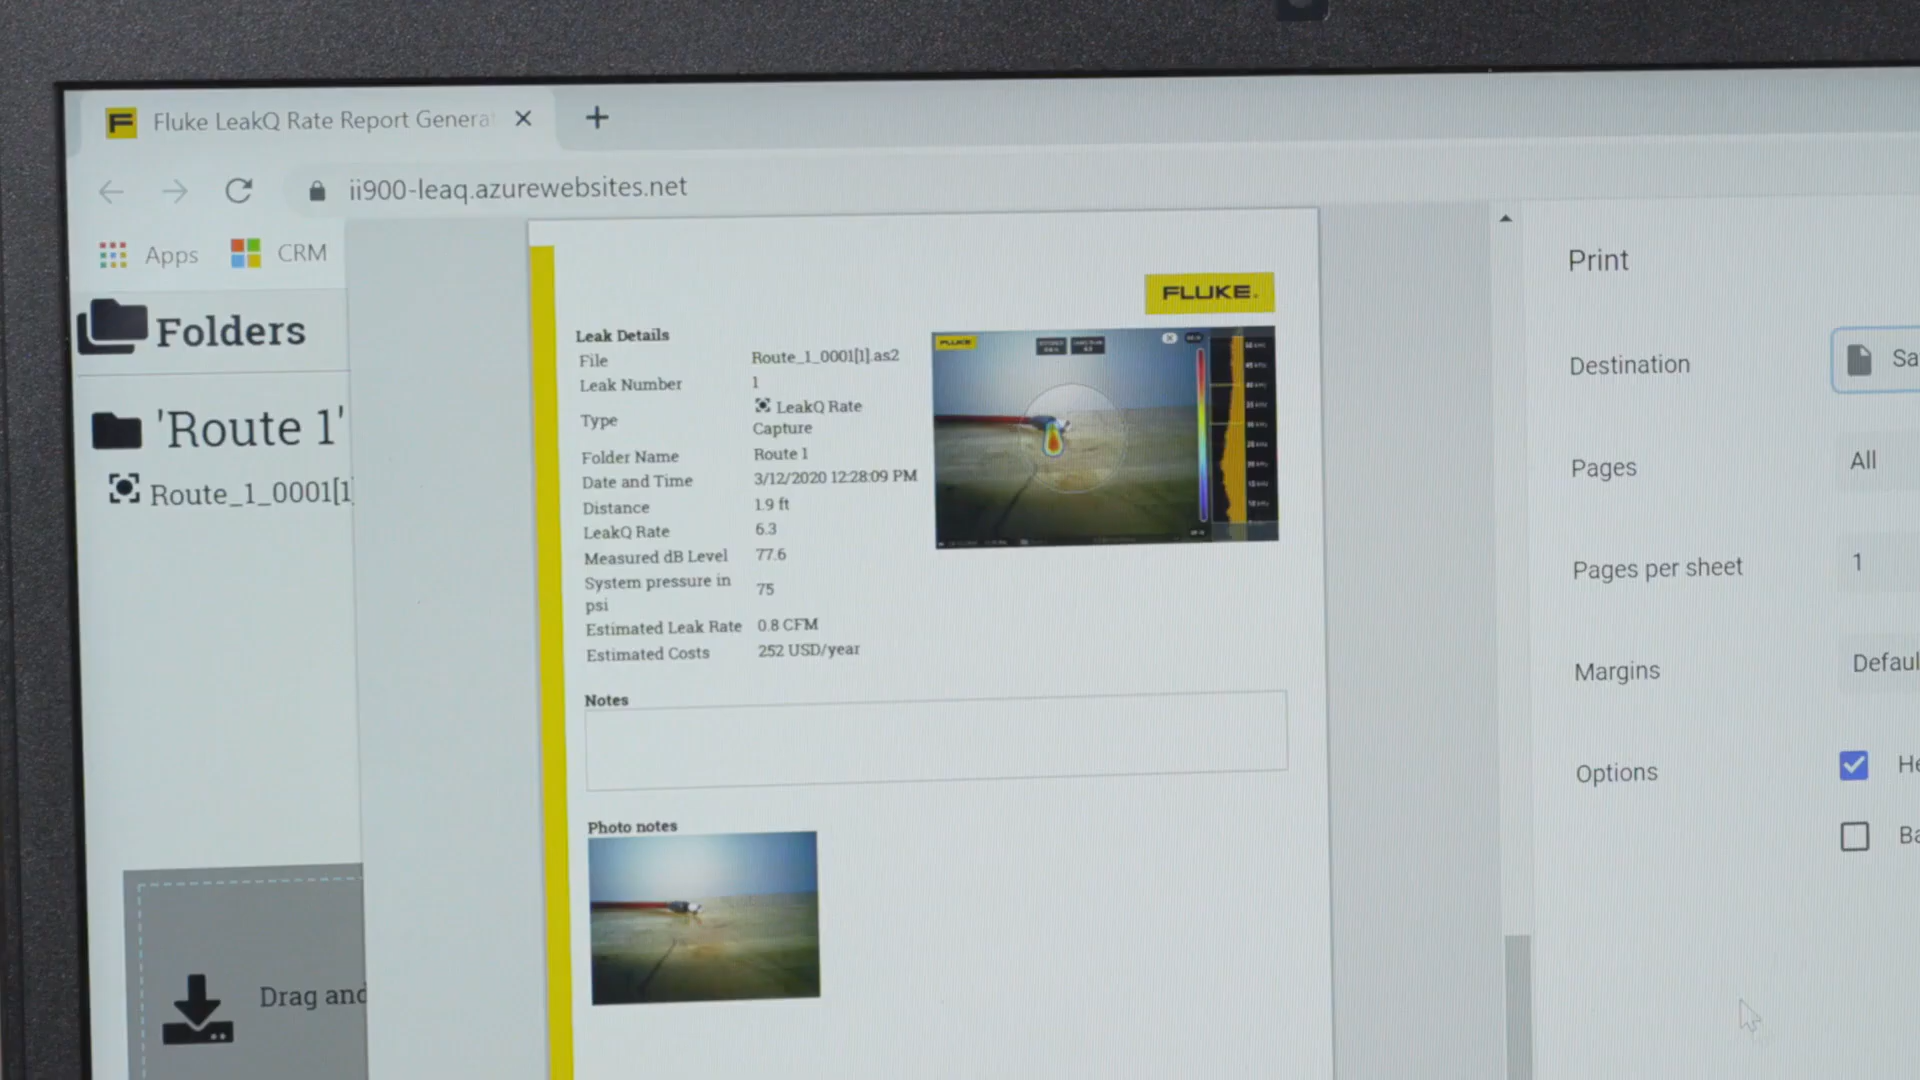 Fluke LeakQ Rate Report Genera
ii900-leaq.azurewebsites.net
Apps
CRM
Folders
'Route 1'
Route_1_0001[1]
Drag and
FLUKE.
Leak Details
File Route_1_0001[1].as2
Leak Number 1
Type LeakQ Rate
Capture
Folder Name Route 1
Date and Time 3/12/2020 12:28:09 PM
Distance 1.9 ft
LeakQ Rate 6.3
Measured dB Level 77.6
System pressure in
psi 75
Estimated Leak Rate 0.8 CFM
Estimated Costs 252 USD/year
FLUKE
Notes
Photo notes
Print
Destination Sa
Pages All
Pages per sheet 1
Margins Defaul
Options He
Ba